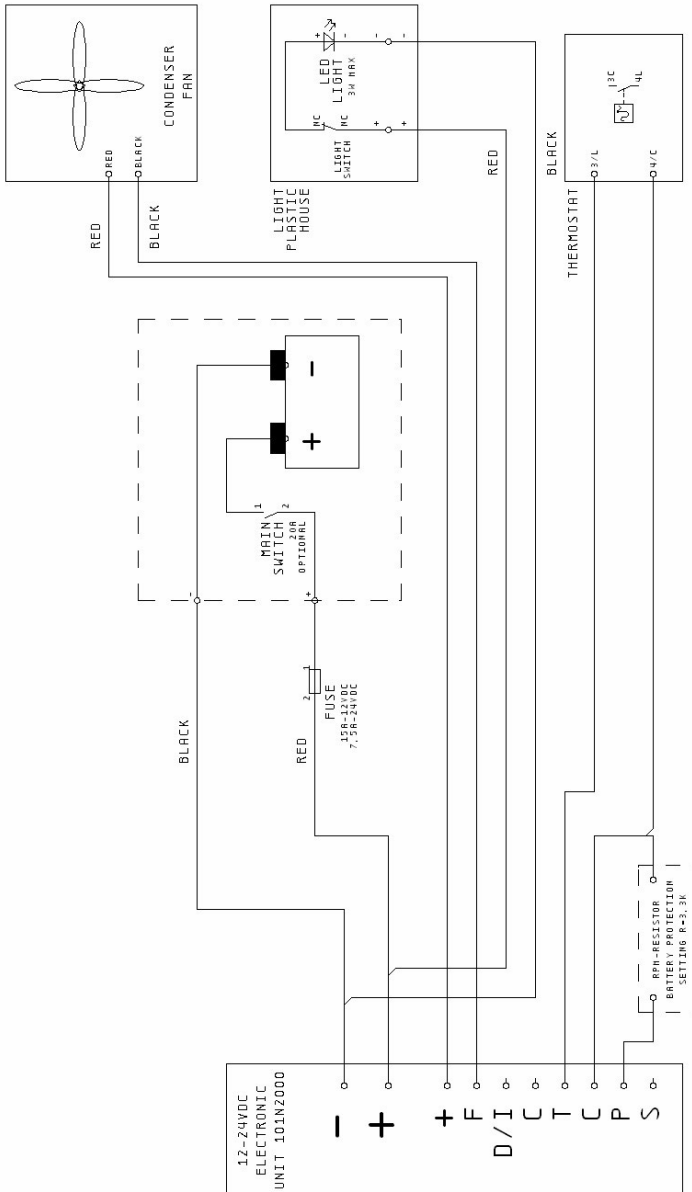 CONDENSER
FAN
RED
BLACK
RED
BLACK
+ -
LED
LIGHT
3W MAX
NC NC
LIGHT
SWITCH
- -
+ +
LIGHT
PLASTIC
HOUSE
RED
BLACK
3C
4L
3/L
4/C
THERMOSTAT
-
+
1 2
MAIN
SWITCH
20A
OPTIONAL
-
+
2 1
FUSE
15A-12VDC
7,5A-24VDC
BLACK
RED
RPM-RESISTOR
BATTERY PROTECTION
SETTING R=3.3K
12-24VDC
ELECTRONIC
UNIT 101N2000
-
+
+
F
D/I
C
T
C
P
S